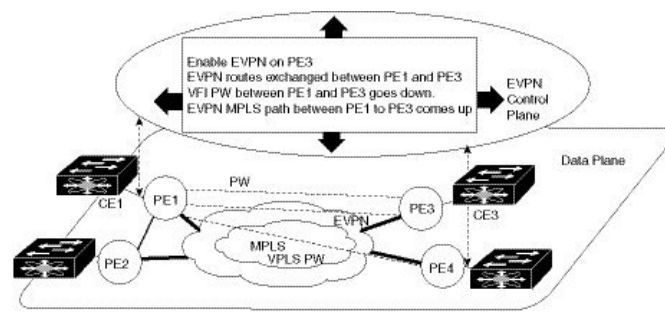 Enable EVPN on PE3
EVPN routes exchanged between PE1 and PE3
VFI PW between PE1 and PE3 goes down.
EVPN MPLS path between PE1 to PE3 comes up
EVPN
Control
Plane
Data Plane
PW
CE1
PE1
PE3
CE3
EVPN
MPLS
VPLS PW
PE2
PE4